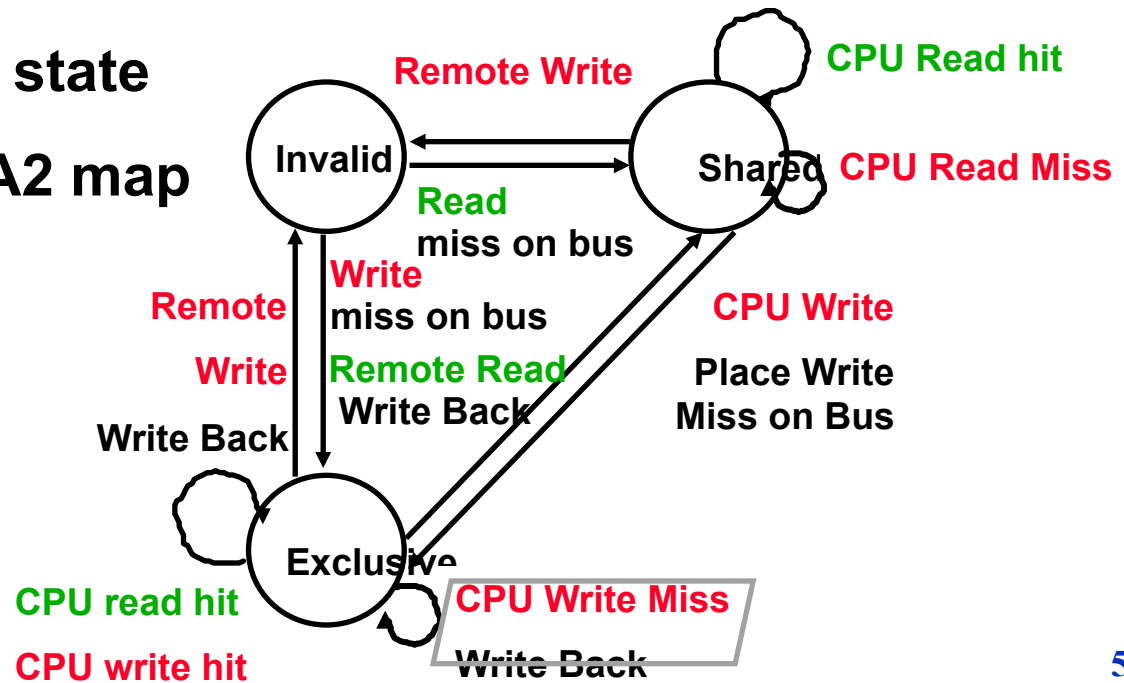 state
A2 map
Remote Write
CPU Read hit
Invalid
Shared
CPU Read Miss
Read
miss on bus
Write
miss on bus
Remote
Write
Write Back
Remote Read
Write Back
CPU Write
Place Write
Miss on Bus
Exclusive
CPU read hit
CPU write hit
CPU Write Miss
Write Back
5